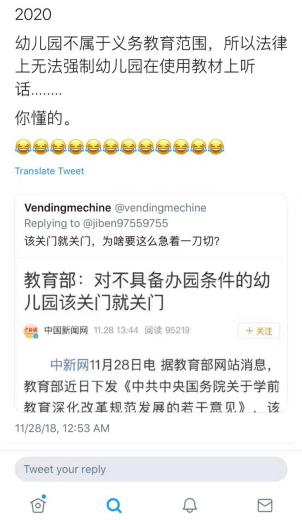 2020
幼儿园不属于义务教育范围，所以法律
上无法强制幼儿园在使用教材上听
话........
你懂的。
😂😂😂😂😂😂😂😂😂😂😂😂
Translate Tweet
Vendingmechine @vendingmechine
Replying to @jiben97559755
该关门就关门，为啥要这么急着一刀切？
教育部：对不具备办园条件的幼
儿园该关门就关门
中国新闻网 11.28 13:44 阅读 95219
+ 关注
中新网11月28日电 据教育部网站消息，
教育部近日下发《中共中央国务院关于学前
教育深化改革规范发展的若干意见》，该
11/28/18, 12:53 AM
Tweet your reply